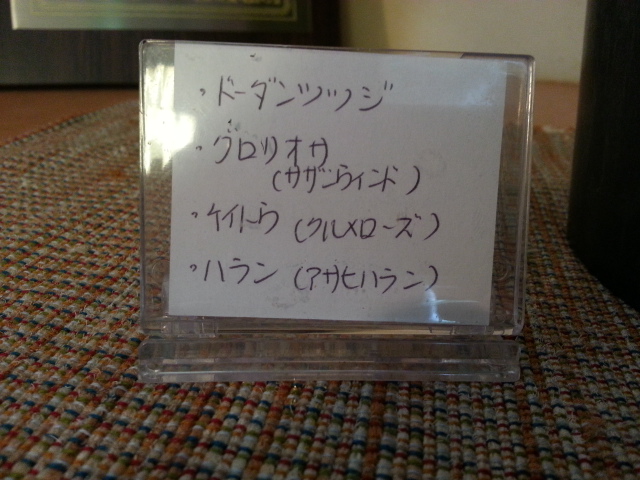 ・ドーダンツツジ
・グロリオサ
(サザンウィンド)
・ケイトウ (クルメローズ)
・ハラン (アサヒハラン)